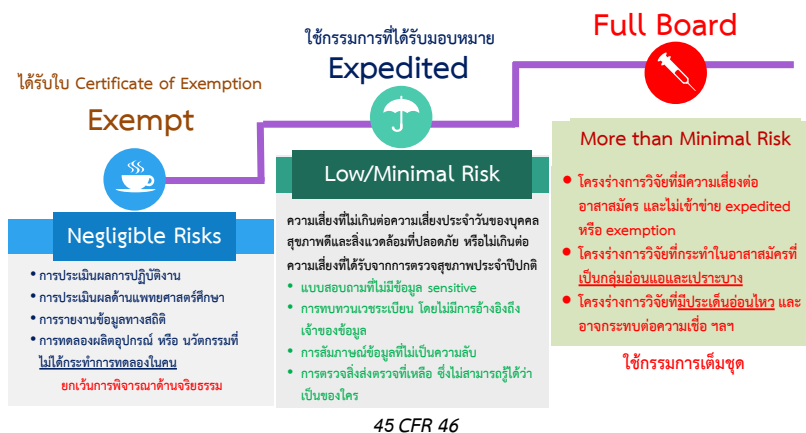 ได้รับใบ Certificate of Exemption
Exempt
Negligible Risks
• การประเมินผลการปฏิบัติงาน
• การประเมินผลด้านแพทยศาสตร์ศึกษา
• การรายงานข้อมูลทางสถิติ
• การทดลองผลิตอุปกรณ์ หรือ นวัตกรรมที่
ไม่ได้กระทำการทดลองในคน
ยกเว้นการพิจารณาด้านจริยธรรม
ใช้กรรมการที่ได้รับมอบหมาย
Expedited
Low/Minimal Risk
ความเสี่ยงที่ไม่เกินต่อความเสี่ยงประจำวันของบุคคล
สุขภาพดีและสิ่งแวดล้อมที่ปลอดภัย หรือไม่เกินต่อ
ความเสี่ยงที่ได้รับจากการตรวจสุขภาพประจำปีปกติ
• แบบสอบถามที่ไม่มีข้อมูล sensitive
• การทบทวนเวชระเบียน โดยไม่มีการอ้างอิงถึง
เจ้าของข้อมูล
• การสัมภาษณ์ข้อมูลที่ไม่เป็นความลับ
• การตรวจสิ่งส่งตรวจที่เหลือ ซึ่งไม่สามารถรู้ได้ว่า
เป็นของใคร
Full Board
More than Minimal Risk
• โครงร่างการวิจัยที่มีความเสี่ยงต่อ
อาสาสมัคร และไม่เข้าข่าย expedited
หรือ exemption
• โครงร่างการวิจัยที่กระทำในอาสาสมัครที่
เป็นกลุ่มอ่อนแอและเปราะบาง
• โครงร่างการวิจัยที่มีประเด็นอ่อนไหว และ
อาจกระทบต่อความเชื่อ ฯลฯ
ใช้กรรมการเต็มชุด
45 CFR 46